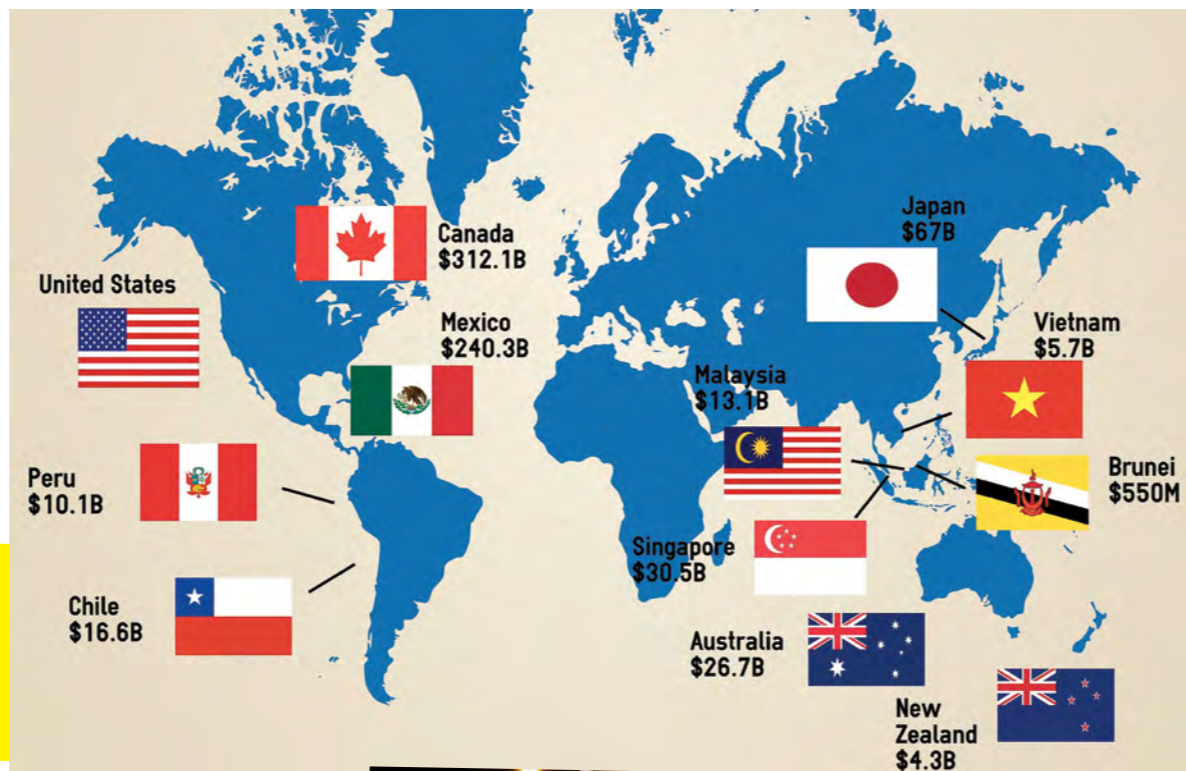 Canada
$312.1B
United States
Mexico
$240.3B
Japan
$67B
Vietnam
$5.7B
Malaysia
$13.1B
Peru
$10.1B
Brunei
$550M
Singapore
$30.5B
Chile
$16.6B
Australia
$26.7B
New
Zealand
$4.3B